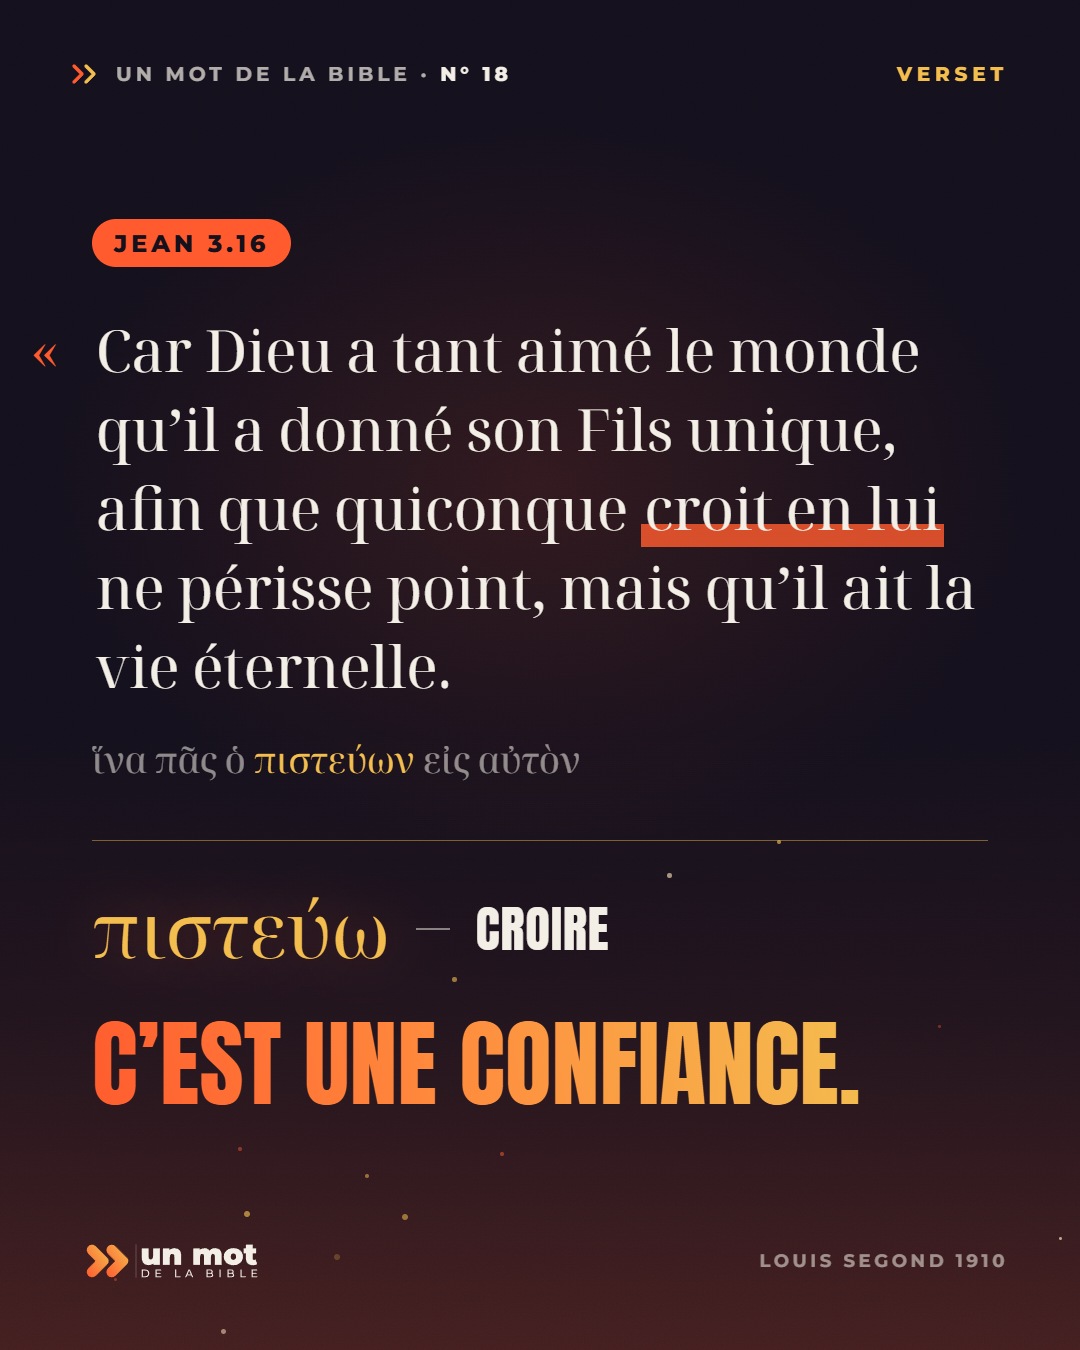 UN MOT DE LA BIBLE · N° 18
VERSET
JEAN 3.16
« Car Dieu a tant aimé le monde
qu’il a donné son Fils unique,
afin que quiconque croit en lui
ne périsse point, mais qu’il ait la
vie éternelle.
ἵνα πᾶς ὁ πιστεύων εἰς αὐτὸν
πιστεύω — CROIRE
C’EST UNE CONFIANCE.
un mot
DE LA BIBLE
LOUIS SEGOND 1910